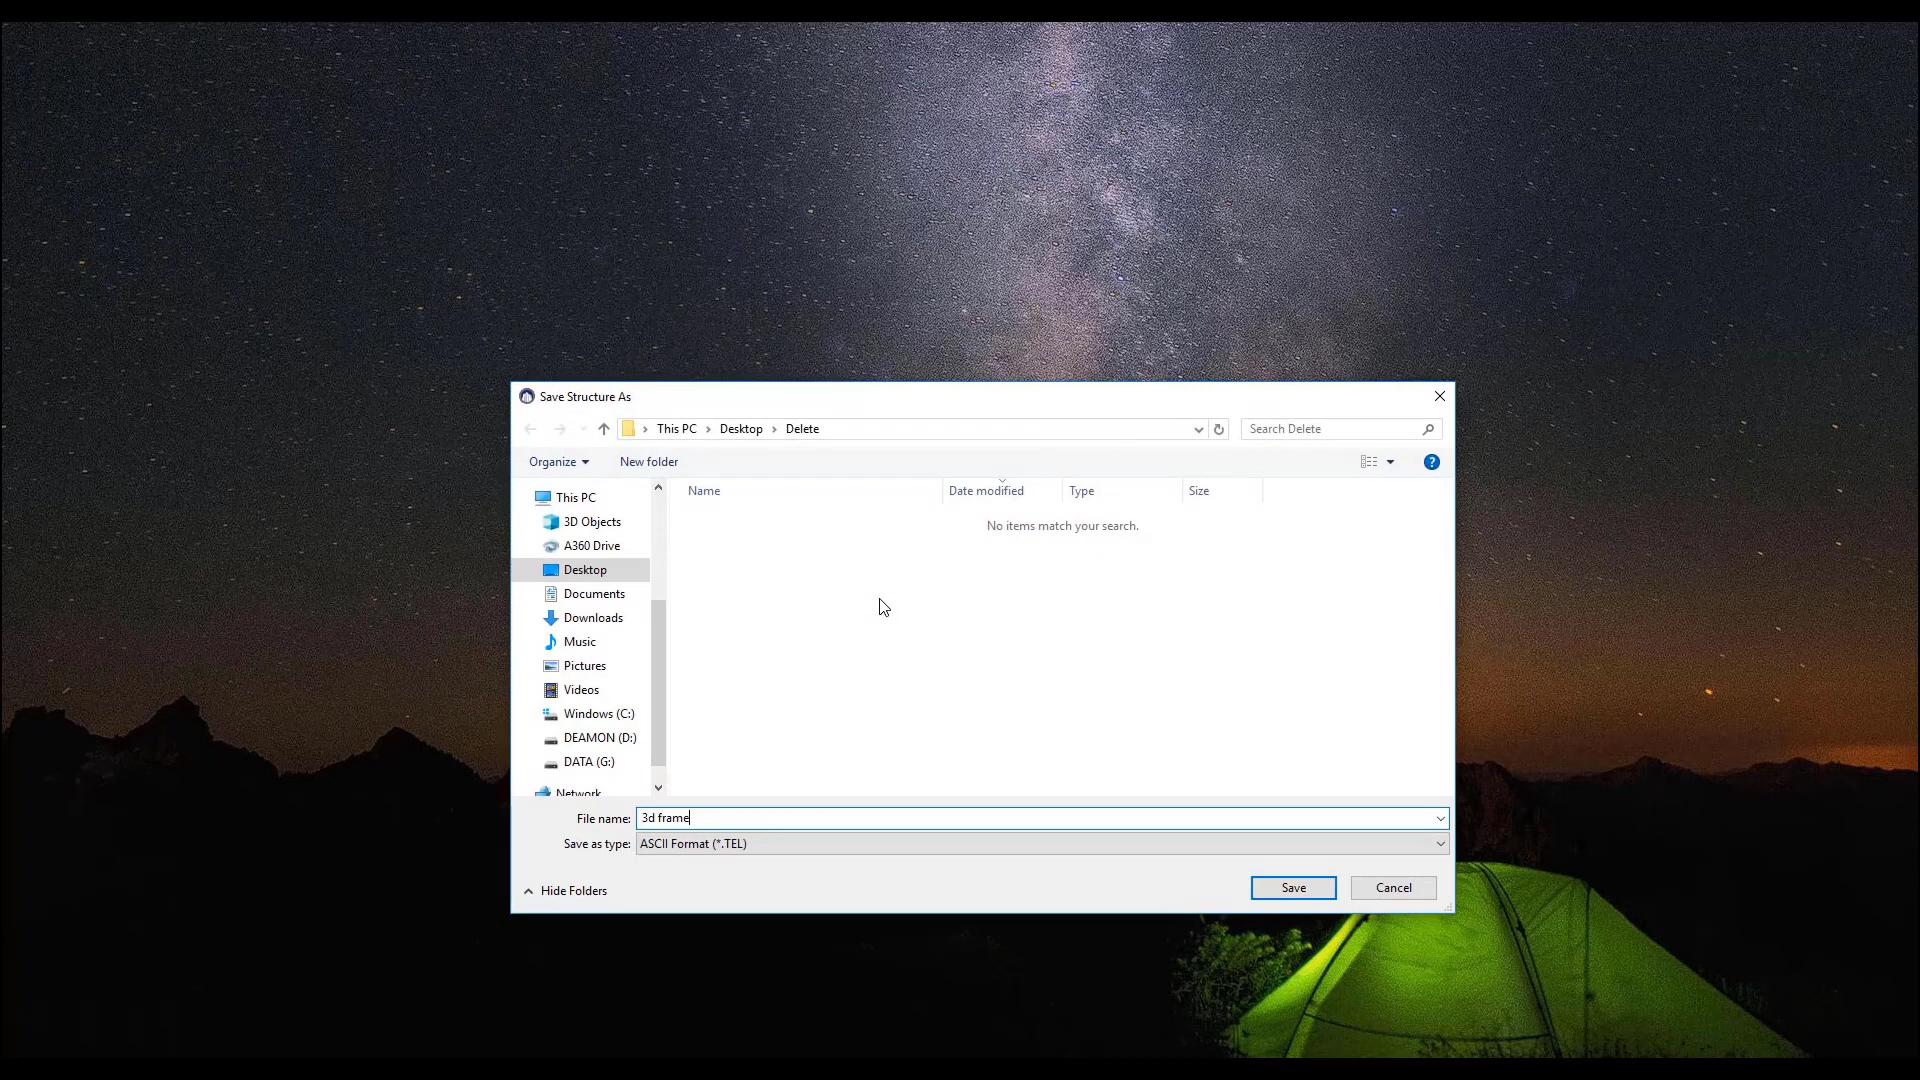 Save Structure As
This PC > Desktop > Delete
Search Delete
Organize
New folder
?
Name
Date modified
Type
Size
No items match your search.
This PC
3D Objects
A360 Drive
Desktop
Documents
Downloads
Music
Pictures
Videos
Windows (C:)
DEAMON (D:)
DATA (G:)
Network
File name: 3d frame
Save as type: ASCII Format (*.TEL)
Hide Folders
Save
Cancel